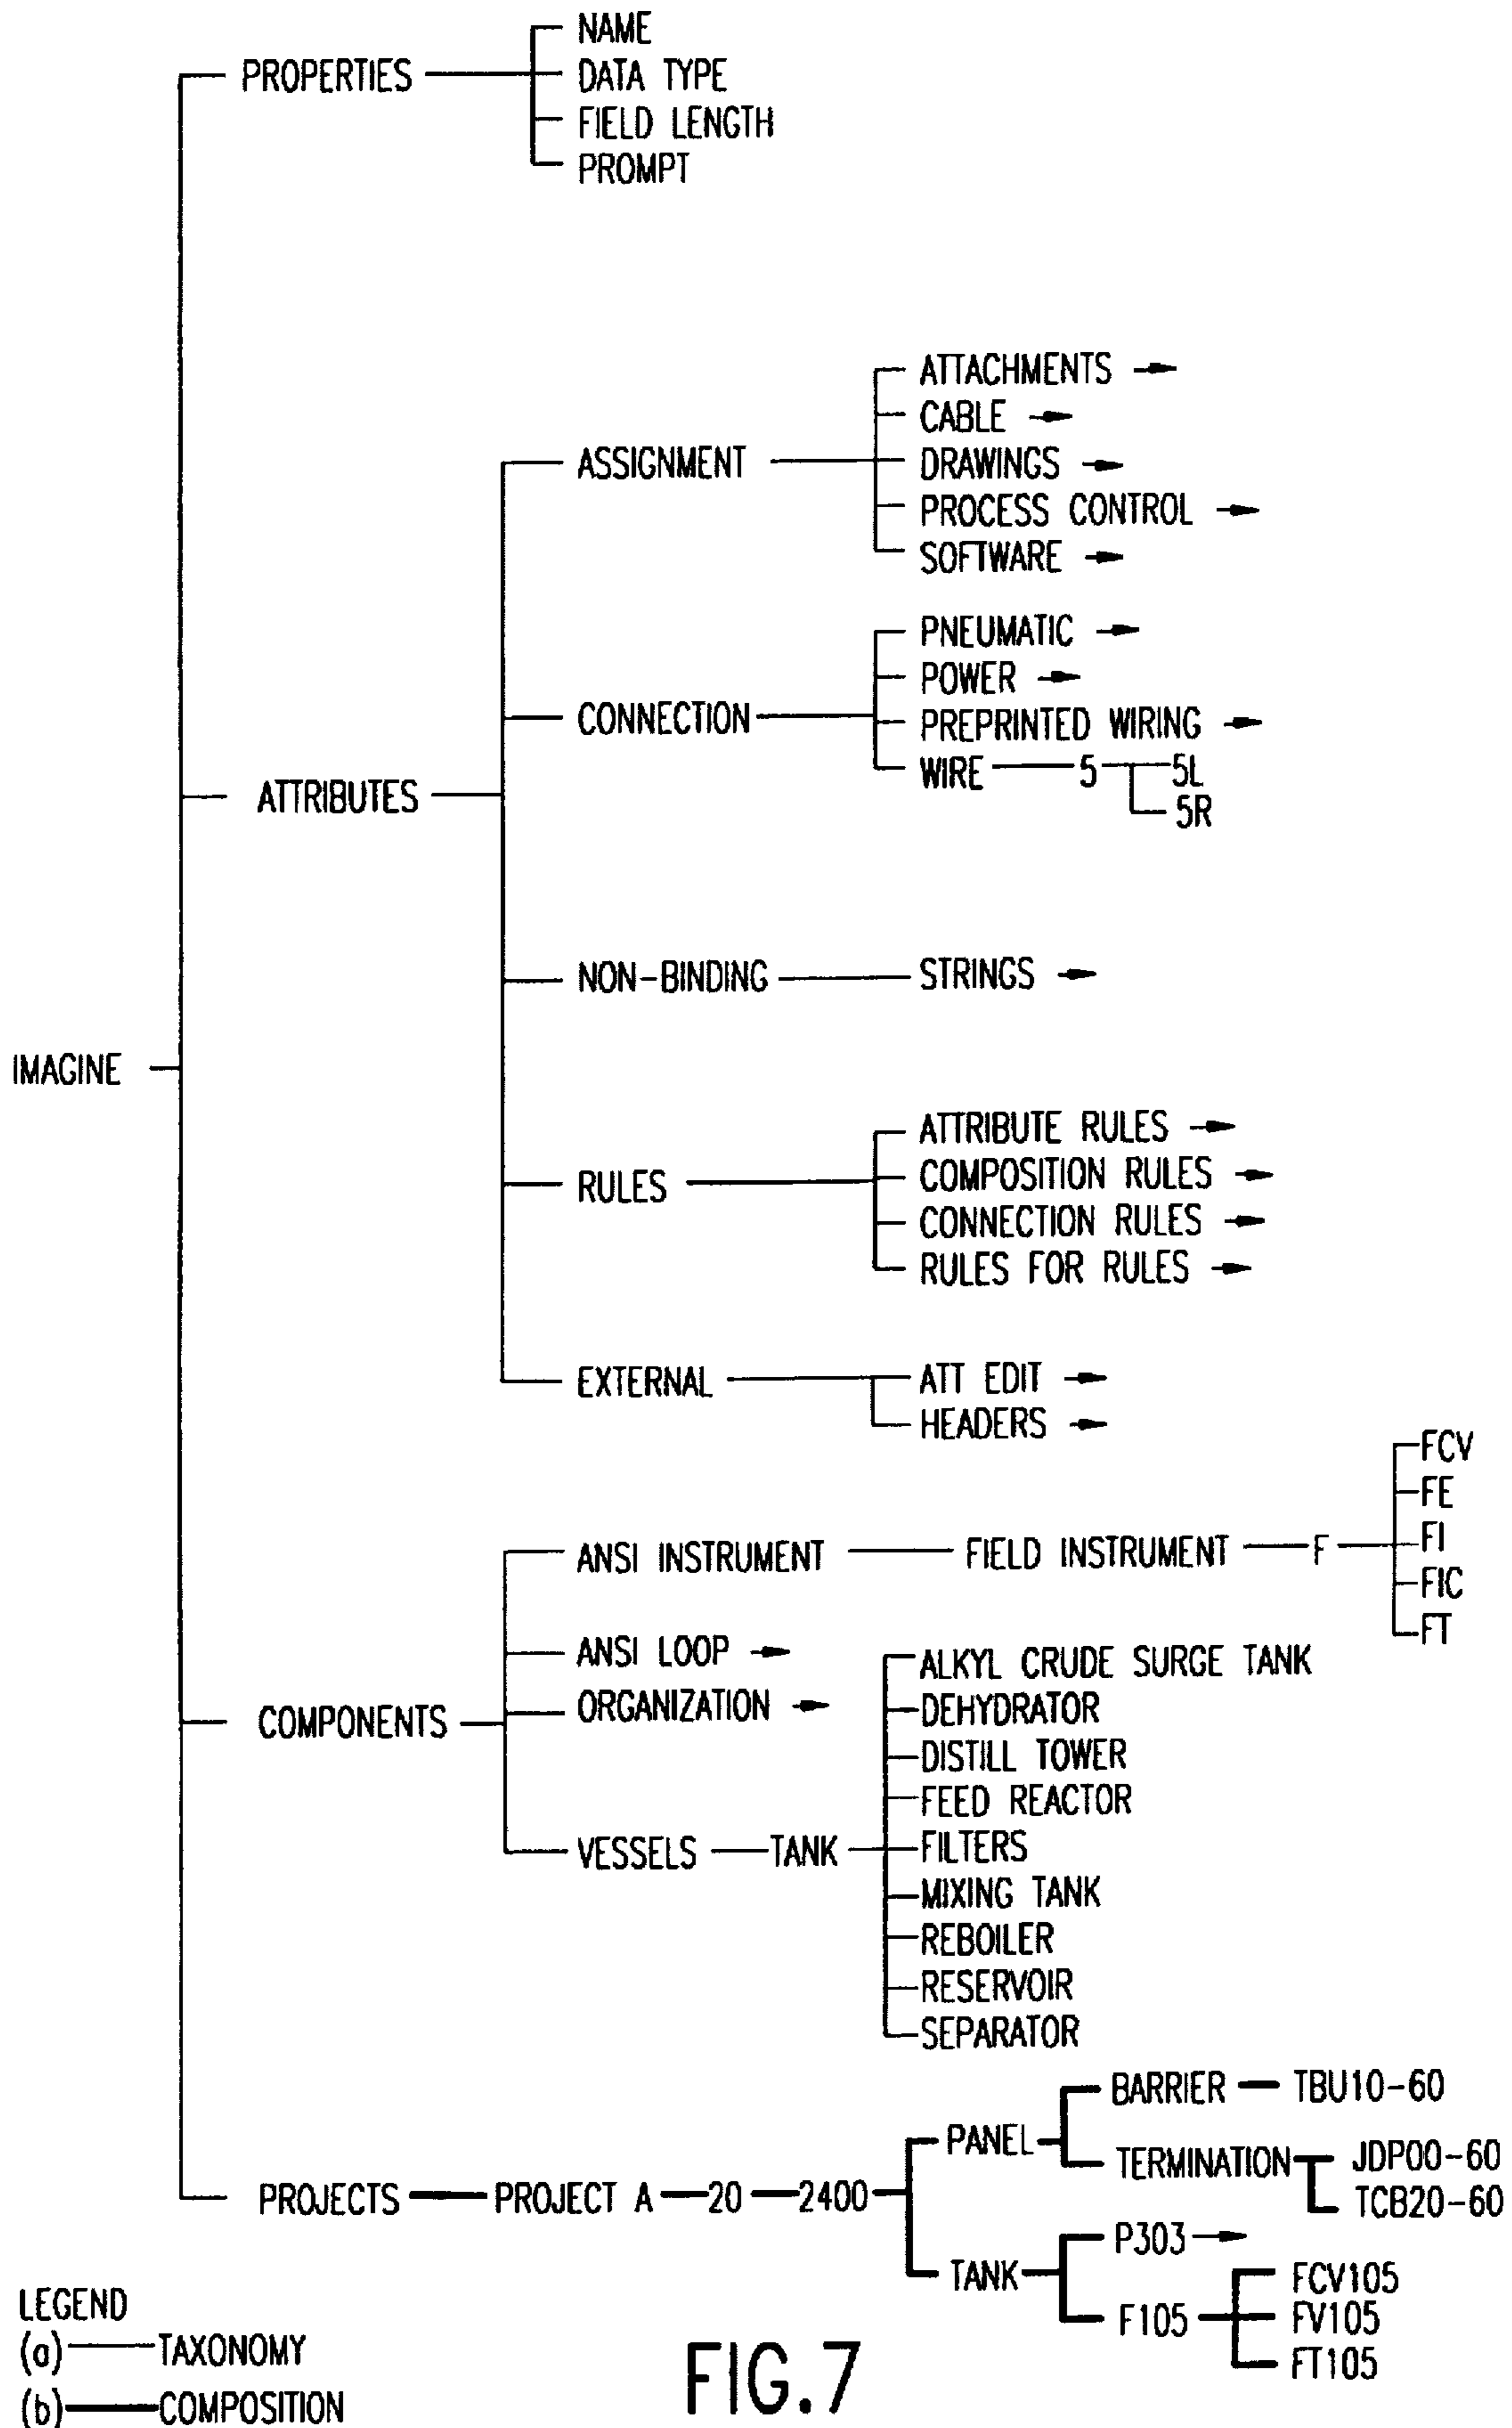 NAME
PROPERTIES
DATA TYPE
FIELD LENGTH
PROMPT
ATTACHMENTS
CABLE
ASSIGNMENT
DRAWINGS
PROCESS CONTROL
SOFTWARE
PNEUMATIC
POWER
CONNECTION
PREPRINTED WIRING
WIRE 5 5L
5R
ATTRIBUTES
NON-BINDING STRINGS
IMAGINE
ATTRIBUTE RULES
COMPOSITION RULES
RULES
CONNECTION RULES
RULES FOR RULES
EXTERNAL
ATT EDIT
HEADERS
FCV
FE
ANSI INSTRUMENT FIELD INSTRUMENT F FI
FIC
FT
ANSI LOOP
ORGANIZATION
COMPONENTS
ALKYL CRUDE SURGE TANK
DEHYDRATOR
DISTILL TOWER
FEED REACTOR
VESSELS TANK FILTERS
MIXING TANK
REBOILER
RESERVOIR
SEPARATOR
BARRIER TBU10-60
PANEL
TERMINATION JDP00-60
TCB20-60
PROJECTS PROJECT A 20 2400
P303
TANK
FCV105
F105 FV105
FT105
LEGEND
(a) TAXONOMY
(b) COMPOSITION
FIG.7